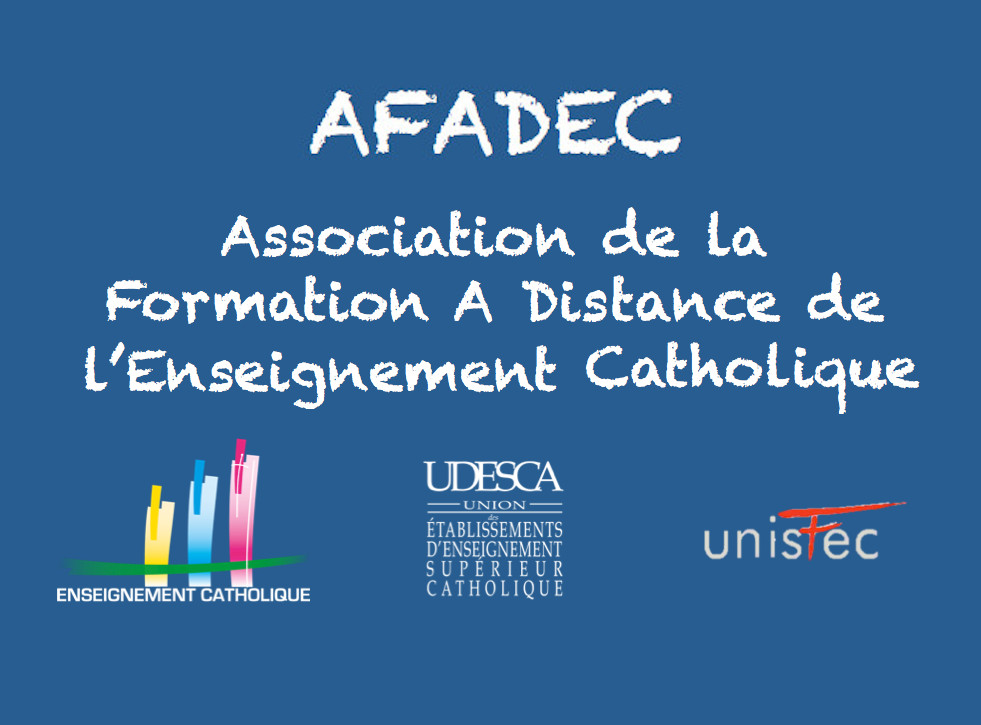 AFADEC
Association de la
Formation A Distance de
l'Enseignement Catholique
ENSEIGNEMENT CATHOLIQUE
UDESCA
UNION
des
ÉTABLISSEMENTS
D'ENSEIGNEMENT
SUPÉRIEUR
CATHOLIQUE
unisFec